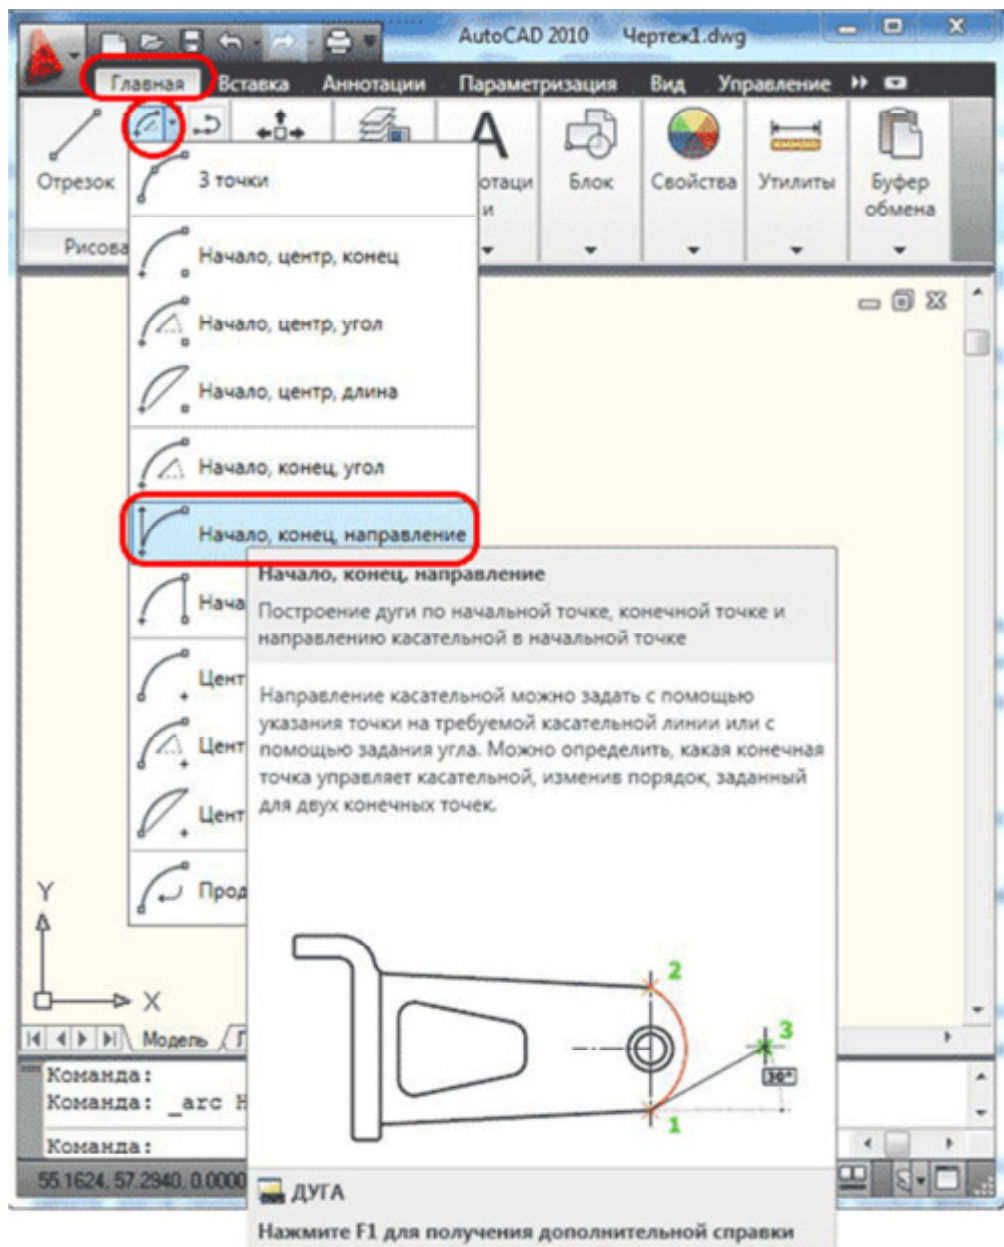 AutoCAD 2010 Чертеж1.dwg
Главная Вставка Аннотации Параметризация Вид Управление
Отрезок
отаци
и
Блок
Свойства
Утилиты
Буфер
обмена
Рисова
3 точки
Начало, центр, конец
Начало, центр, угол
Начало, центр, длина
Начало, конец, угол
Начало, конец, направление
Нача
Цент
Цент
Цент
Прод
Начало, конец, направление
Построение дуги по начальной точке, конечной точке и
направлению касательной в начальной точке
Направление касательной можно задать с помощью
указания точки на требуемой касательной линии или с
помощью задания угла. Можно определить, какая конечная
точка управляет касательной, изменив порядок, заданный
для двух конечных точек.
2
3
30°
1
ДУГА
Нажмите F1 для получения дополнительной справки
Y
X
Модель
Команда:
Команда: _arc Н
Команда:
55.1624, 57.2940, 0.0000